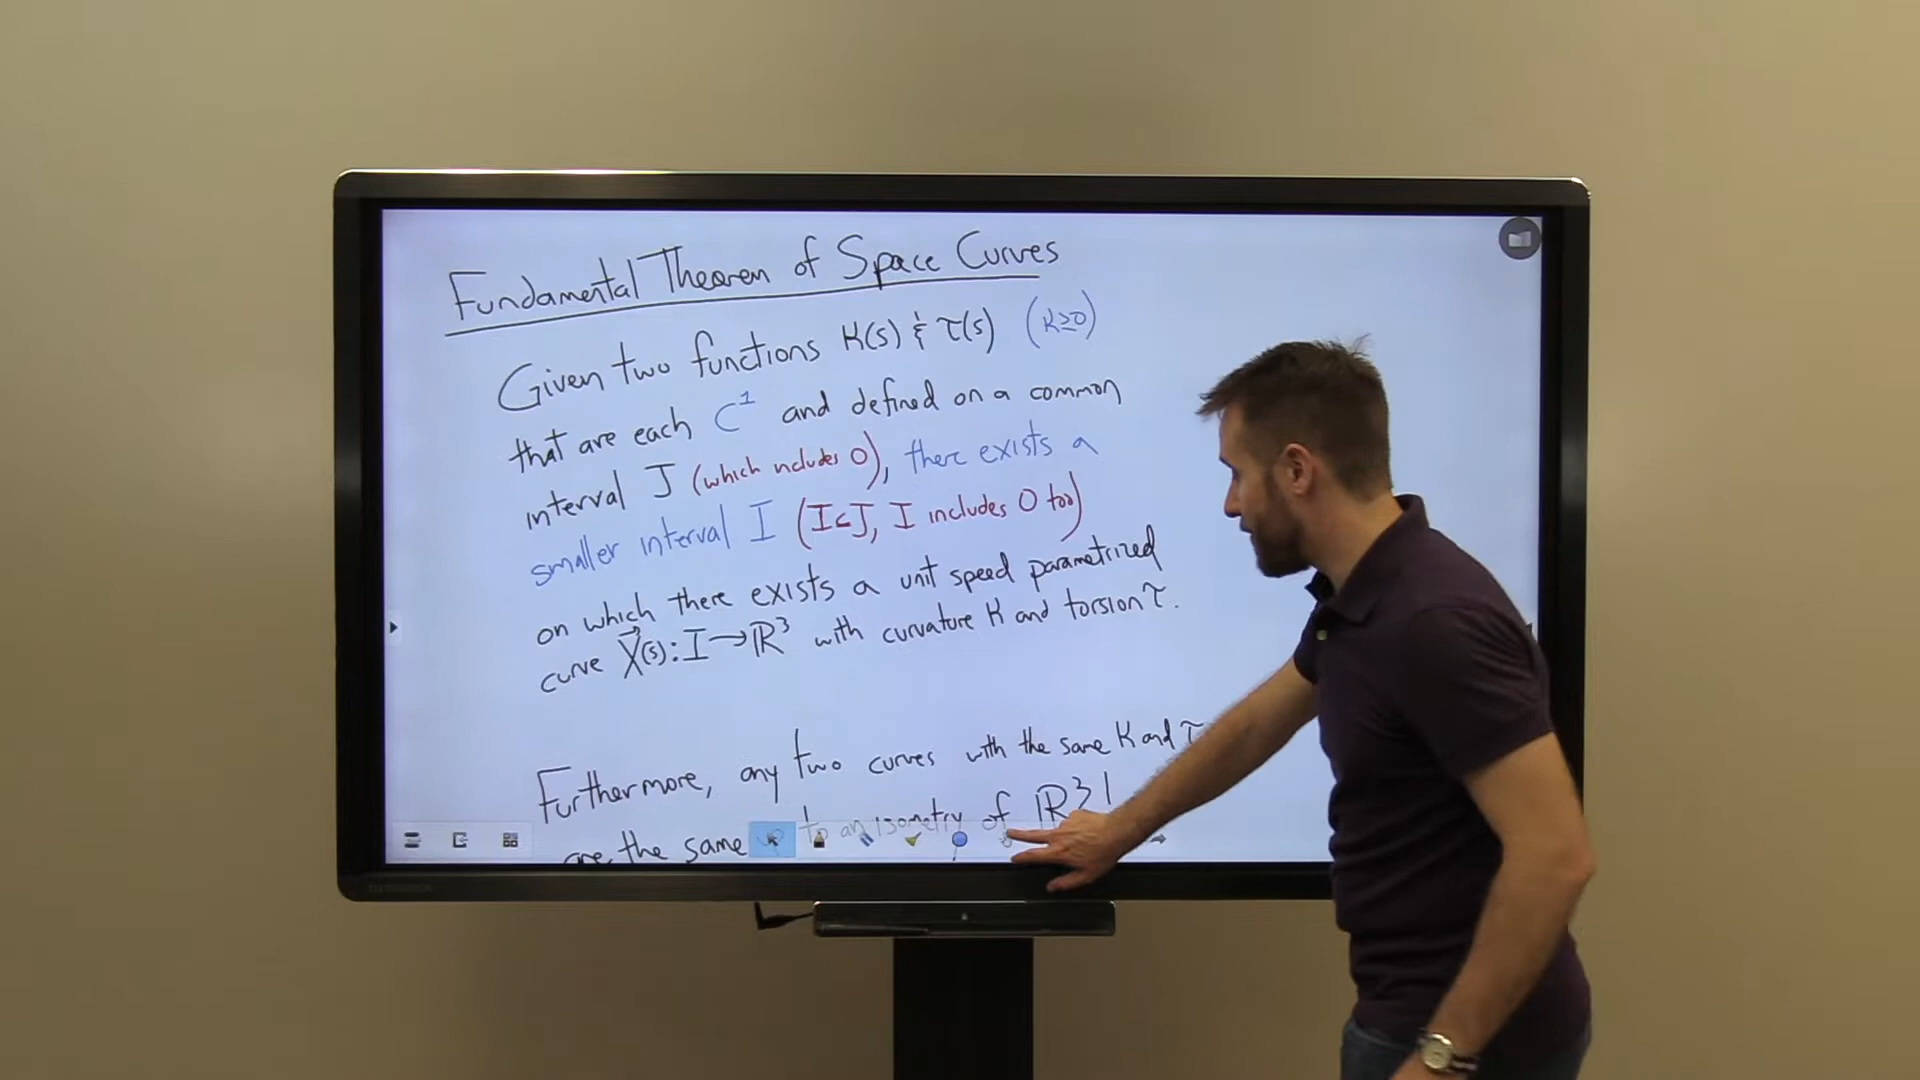 Fundamental Theorem of Space Curves
Given two functions K(s) & τ(s) (K≥0)
that are each C¹ and defined on a common
interval J (which includes 0), there exists a
smaller interval I (I⊂J, I includes 0 too)
on which there exists a unit speed parametrized
curve X⃗(s): I→ℝ³ with curvature K and torsion τ.
Furthermore, any two curves with the same K and τ
are the same to an isometry of ℝ³!